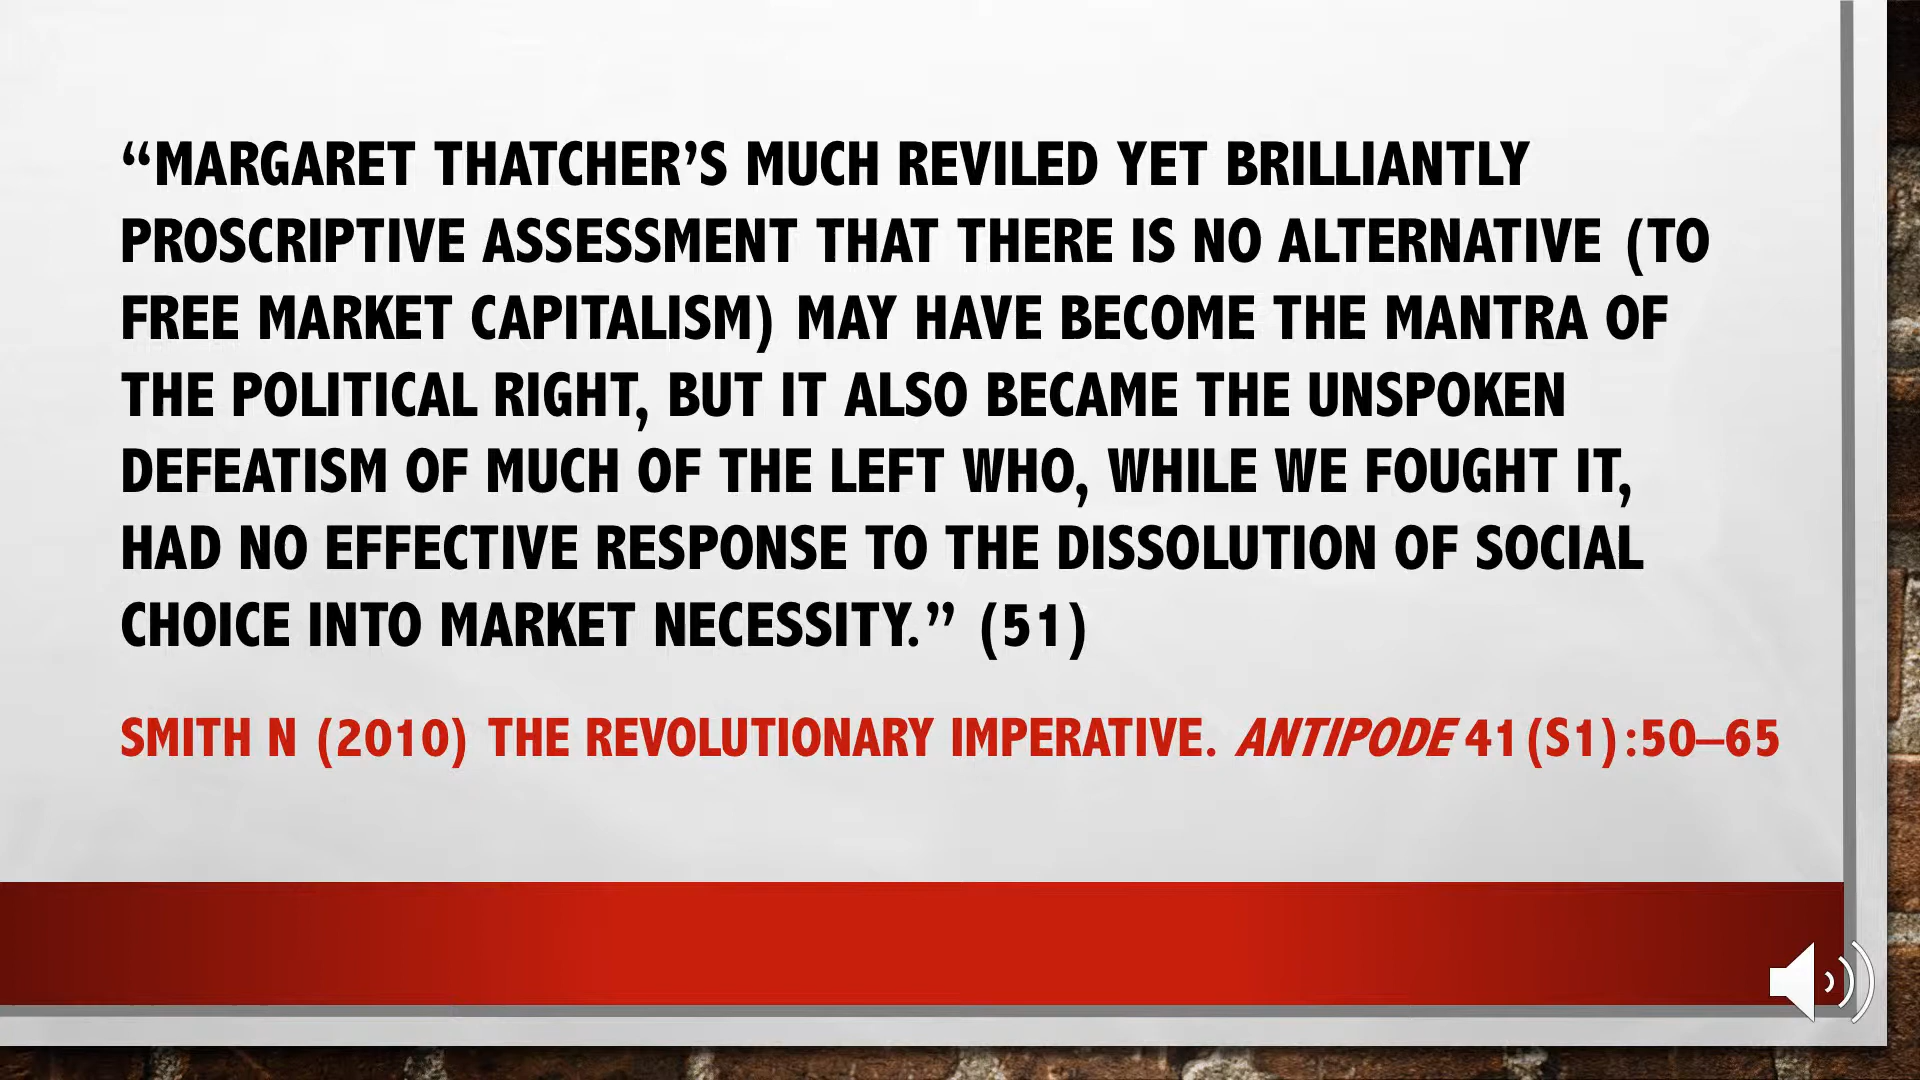 “MARGARET THATCHER’S MUCH REVILED YET BRILLIANTLY
PROSCRIPTIVE ASSESSMENT THAT THERE IS NO ALTERNATIVE (TO
FREE MARKET CAPITALISM) MAY HAVE BECOME THE MANTRA OF
THE POLITICAL RIGHT, BUT IT ALSO BECAME THE UNSPOKEN
DEFEATISM OF MUCH OF THE LEFT WHO, WHILE WE FOUGHT IT,
HAD NO EFFECTIVE RESPONSE TO THE DISSOLUTION OF SOCIAL
CHOICE INTO MARKET NECESSITY.” (51)
SMITH N (2010) THE REVOLUTIONARY IMPERATIVE. ANTIPODE 41(S1):50–65